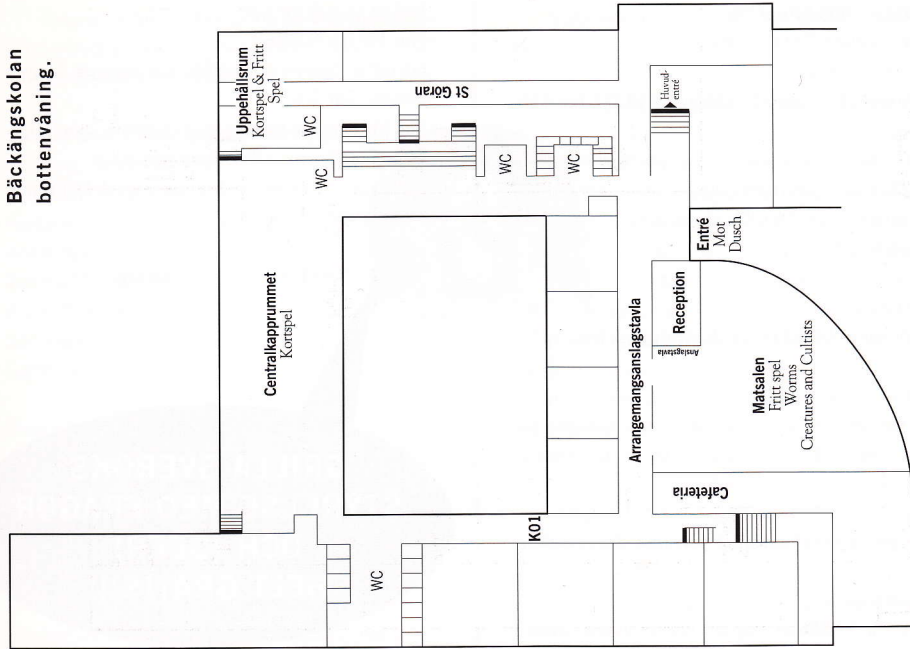 Bäckängskolan
bottenvåning.
Uppehållsrum
Kortspel & Fritt
Spel
WC
WC
Centralkapprummet
Kortspel
St Göran
WC
WC
WC
K01
Huvud-
entré
Arrangemangsanslagstavla
Entré
Mot
Dusch
Reception
Anslagstavla
Matsalen
Fritt spel
Worms
Creatures and Cultists
Cafeteria